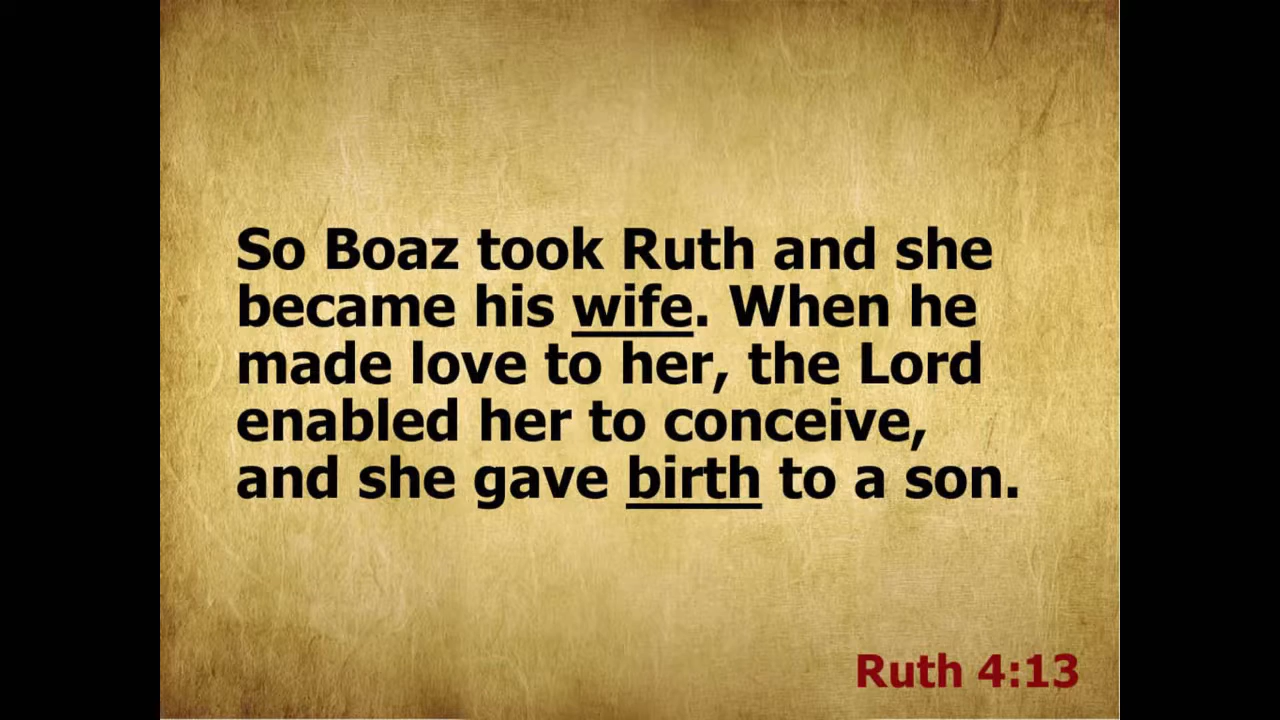 So Boaz took Ruth and she
became his wife. When he
made love to her, the Lord
enabled her to conceive,
and she gave birth to a son.
Ruth 4:13